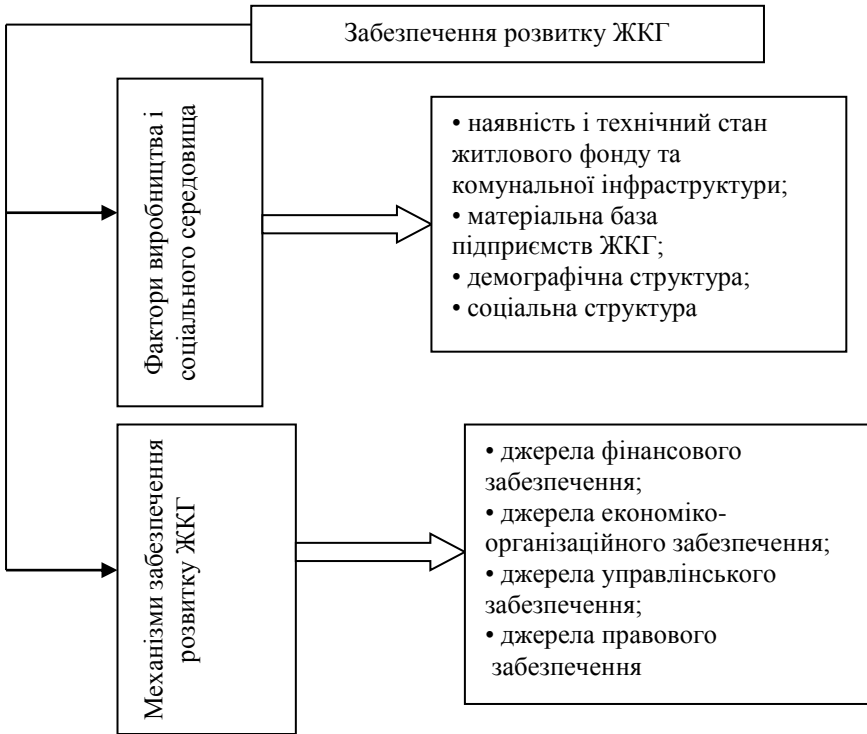 Забезпечення розвитку ЖКГ
Фактори виробництва і
соціального середовища
• наявність і технічний стан
житлового фонду та
комунальної інфраструктури;
• матеріальна база
підприємств ЖКГ;
• демографічна структура;
• соціальна структура
Механізми забезпечення
розвитку ЖКГ
• джерела фінансового
забезпечення;
• джерела економіко-
організаційного забезпечення;
• джерела управлінського
забезпечення;
• джерела правового
забезпечення